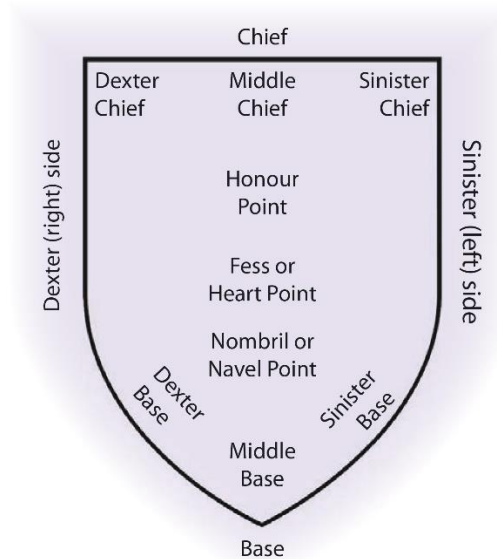 Chief
Dexter
Chief
Middle
Chief
Sinister
Chief
Dexter (right) side
Sinister (left) side
Honour
Point
Fess or
Heart Point
Nombril or
Navel Point
Dexter
Base
Sinister
Base
Middle
Base
Base